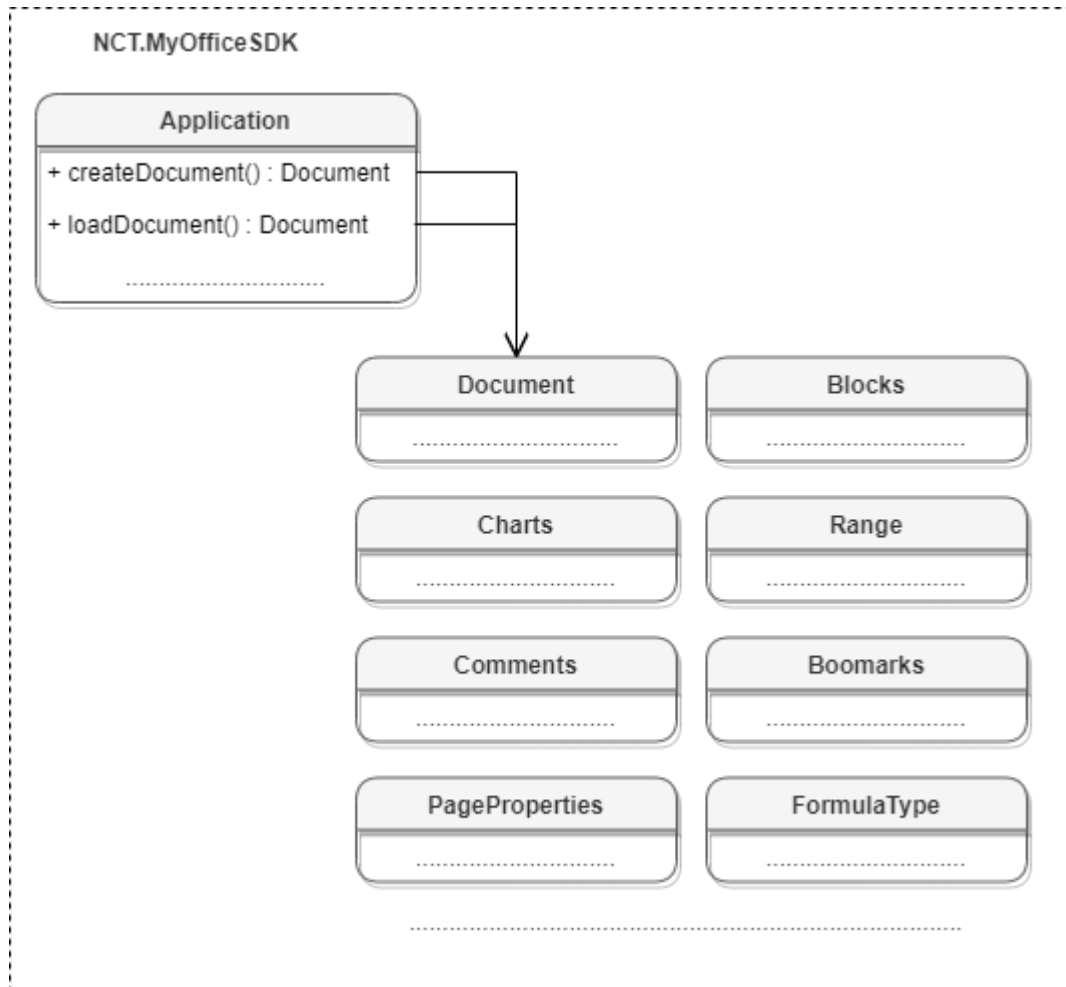 NCT.MyOfficeSDK
Application
+ createDocument() : Document
+ loadDocument() : Document
..............................
Document
Blocks
...............................
..............................
Charts
Range
..............................
..............................
Comments
Boomarks
..............................
..............................
PageProperties
FormulaType
..............................
..............................
...................................................................................